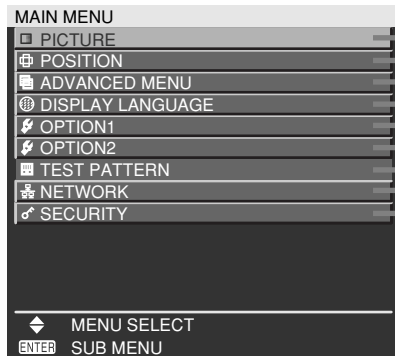 MAIN MENU
PICTURE
POSITION
ADVANCED MENU
DISPLAY LANGUAGE
OPTION1
OPTION2
TEST PATTERN
NETWORK
SECURITY
MENU SELECT
ENTER SUB MENU